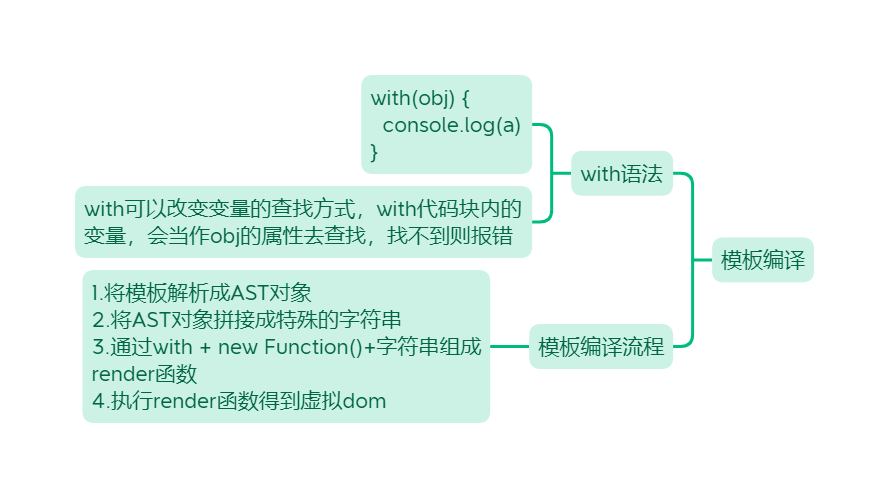 with(obj) {
  console.log(a)
}
with语法
with可以改变变量的查找方式，with代码块内的
变量，会当作obj的属性去查找，找不到则报错
模板编译
1.将模板解析成AST对象
2.将AST对象拼接成特殊的字符串
3.通过with + new Function()+字符串组成
render函数
4.执行render函数得到虚拟dom
模板编译流程